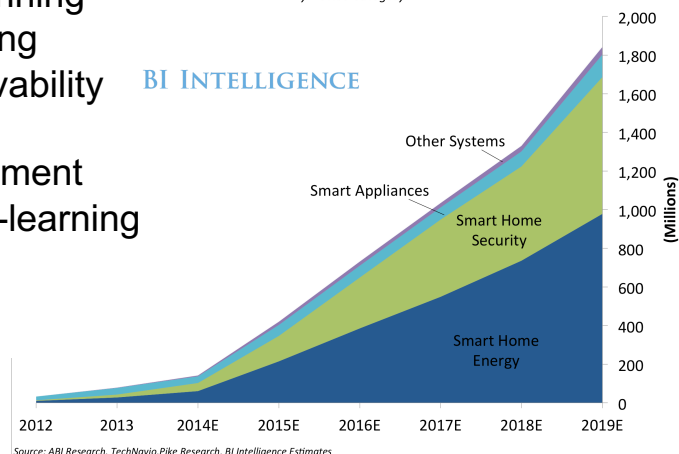 ing
vability
BI INTELLIGENCE
ment
-learning
Other Systems
Smart Appliances
Smart Home
Security
Smart Home
Energy
2,000
1,800
1,600
1,400
1,200
1,000
800
600
400
200
0
(Millions)
2012 2013 2014E 2015E 2016E 2017E 2018E 2019E
Source: ABI Research, TechNavio, Pike Research, BI Intelligence Estimates